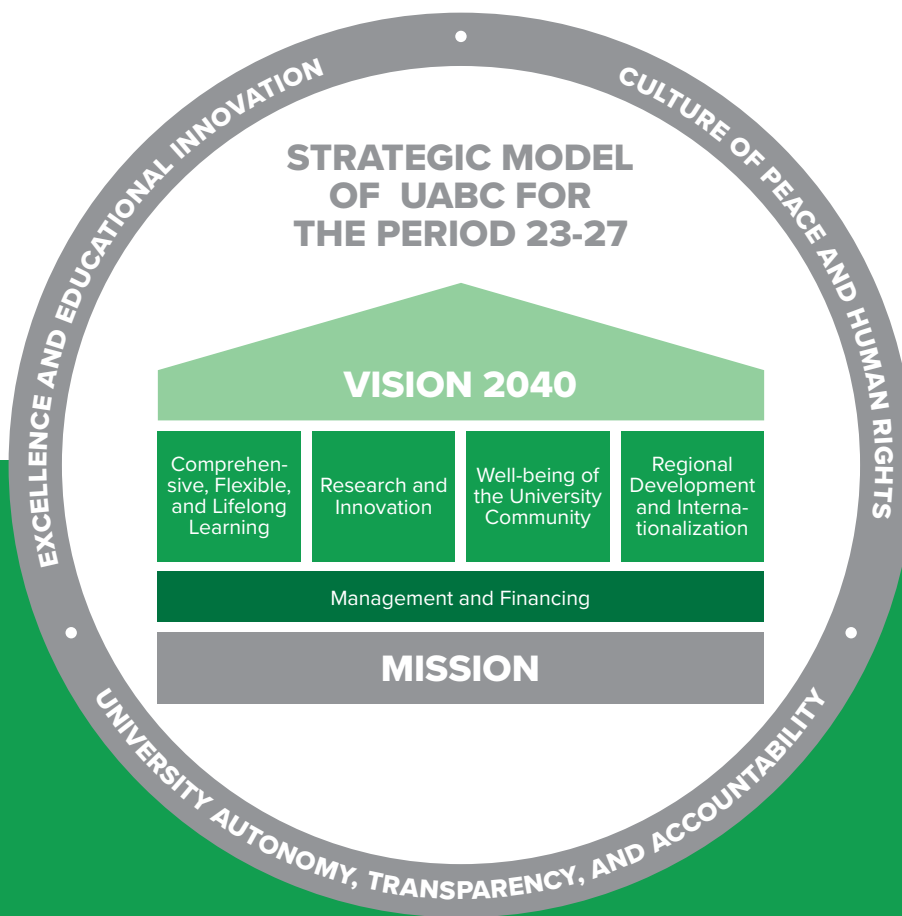 EXCELLENCE AND EDUCATIONAL INNOVATION
CULTURE OF PEACE AND HUMAN RIGHTS
STRATEGIC MODEL
OF UABC FOR
THE PERIOD 23-27
VISION 2040
Comprehen-
sive, Flexible,
and Lifelong
Learning
Research and
Innovation
Well-being of
the University
Community
Regional
Development
and Interna-
tionalization
Management and Financing
MISSION
UNIVERSITY AUTONOMY, TRANSPARENCY, AND ACCOUNTABILITY